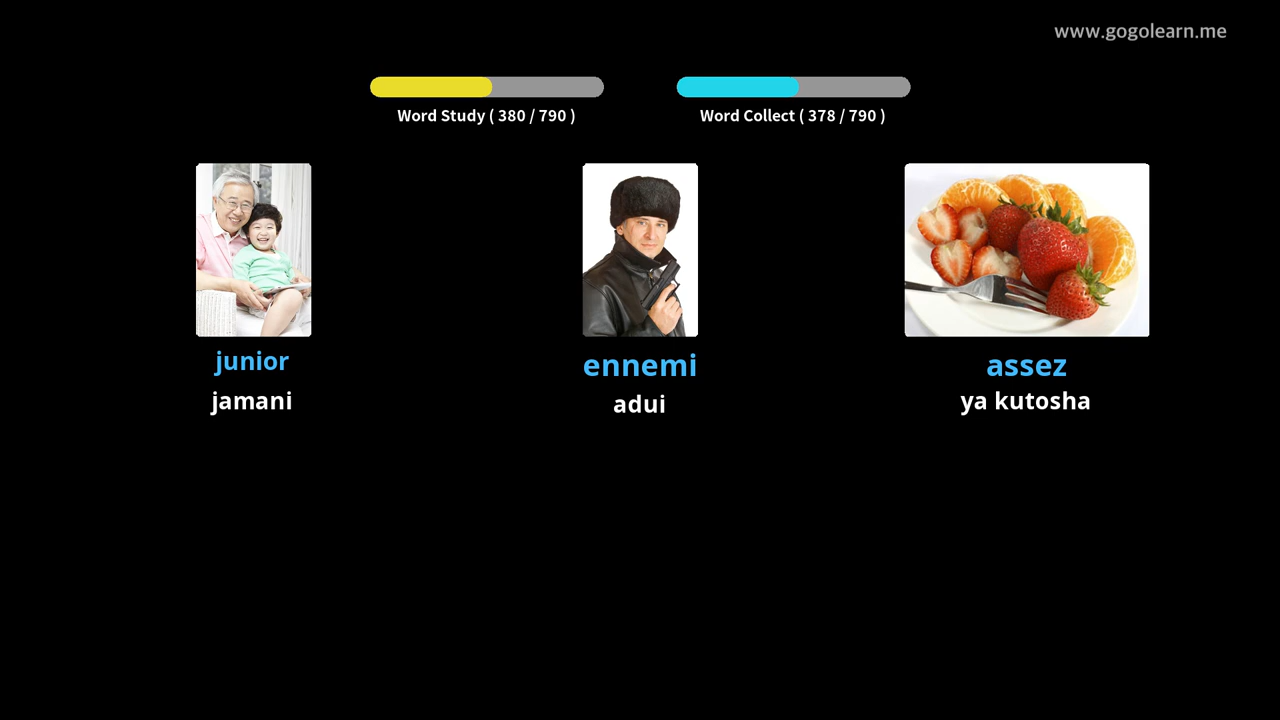 www.gogolearn.me
Word Study ( 380 / 790 )
Word Collect ( 378 / 790 )
junior
jamani
ennemi
adui
assez
ya kutosha